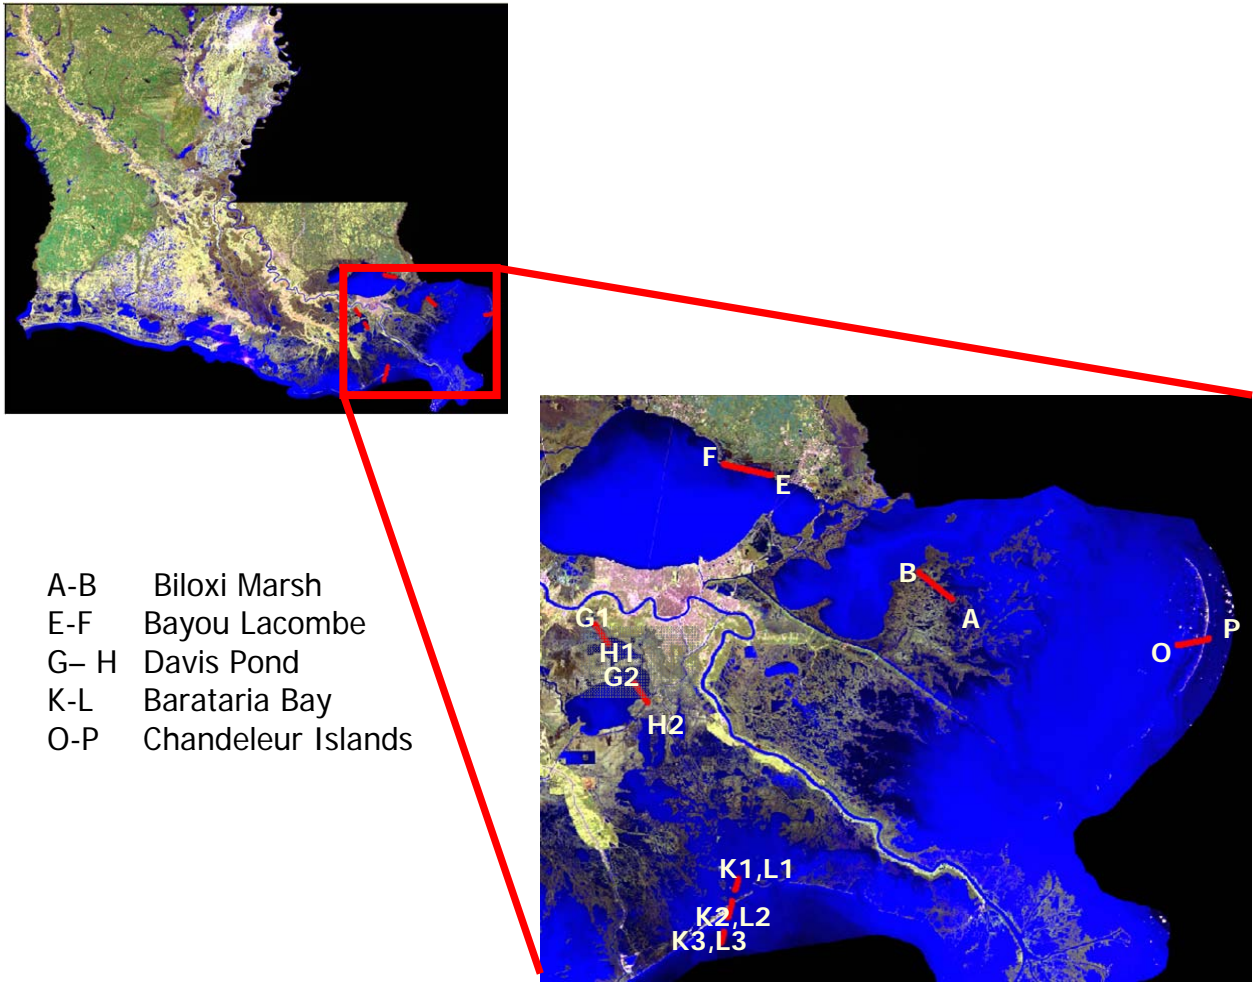 A-B Biloxi Marsh
E-F Bayou Lacombe
G– H Davis Pond
K-L Barataria Bay
O-P Chandeleur Islands
F
E
B
A
P
O
G1
H1
G2
H2
K1,L1
K2,L2
K3,L3